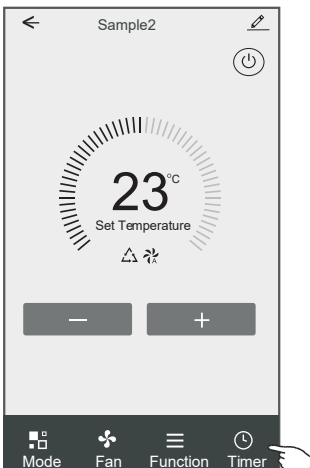 Sample2
23°C
Set Temperature
A
Mode Fan Function Timer